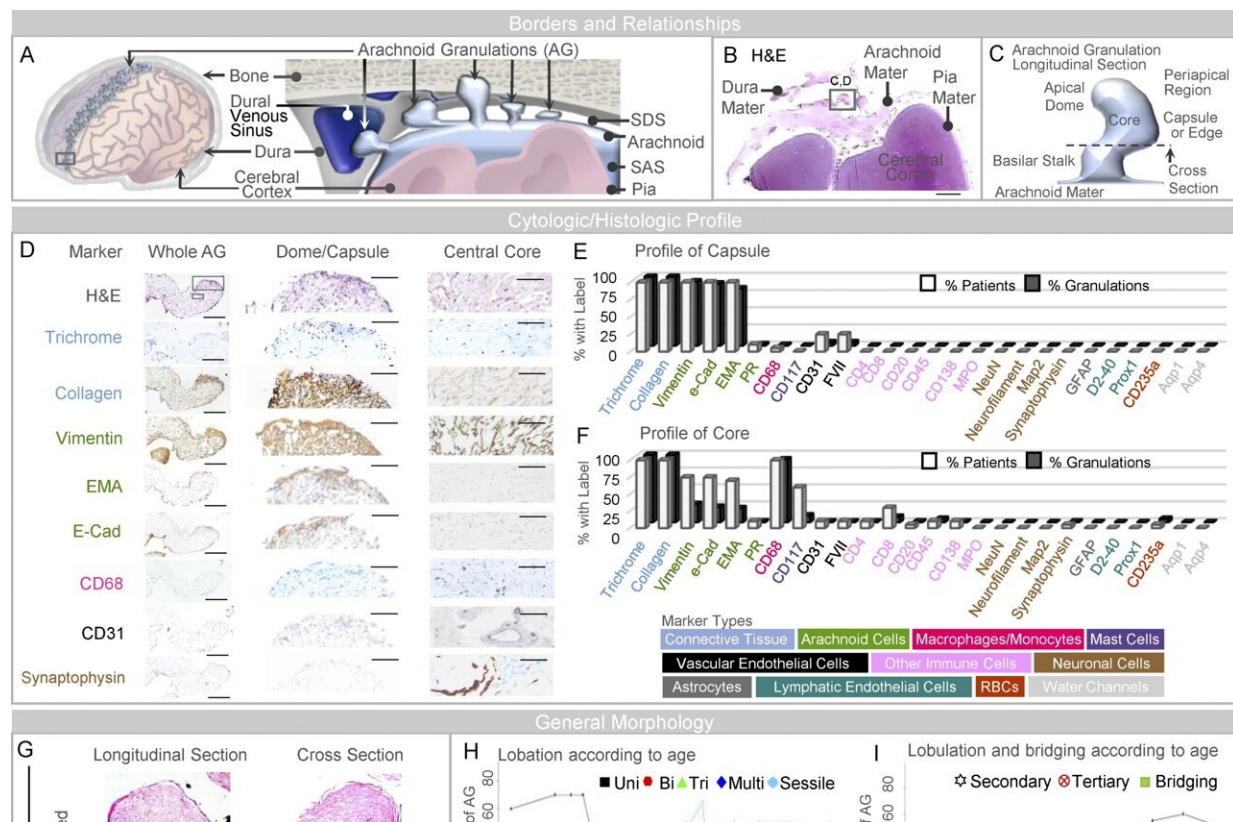 Borders and Relationships
A
Arachnoid Granulations (AG)
Bone
Dural
Venous
Sinus
Dura
Cerebral
Cortex
SDS
Arachnoid
SAS
Pia
B H&E
Arachnoid
Mater
Dura
Mater
C,D
Pia
Mater
Cerebral
Cortex
C Arachnoid Granulation
Longitudinal Section
Apical
Dome
Periapical
Region
Core
Capsule
or Edge
Basilar Stalk
Cross
Section
Arachnoid Mater
Cytologic/Histologic Profile
D Marker Whole AG Dome/Capsule Central Core
H&E
Trichrome
Collagen
Vimentin
EMA
E-Cad
CD68
CD31
Synaptophysin
E Profile of Capsule
% Patients % Granulations
% with Label
100
75
50
25
0
Trichrome Collagen Vimentin e-Cad EMA PR CD68 CD117 CD31 FVII CD4 CD8 CD20 CD45 CD138 MPO NeuN Neurofilament Map2 Synaptophysin GFAP D2-40 Prox1 CD235a Aqp1 Aqp4
F Profile of Core
% Patients % Granulations
% with Label
100
75
50
25
0
Trichrome Collagen Vimentin e-Cad EMA PR CD68 CD117 CD31 FVII CD4 CD8 CD20 CD45 CD138 MPO NeuN Neurofilament Map2 Synaptophysin GFAP D2-40 Prox1 CD235a Aqp1 Aqp4
Marker Types
Connective Tissue Arachnoid Cells Macrophages/Monocytes Mast Cells
Vascular Endothelial Cells Other Immune Cells Neuronal Cells
Astrocytes Lymphatic Endothelial Cells RBCs Water Channels
General Morphology
G Longitudinal Section Cross Section
H Lobation according to age
Uni Bi Tri Multi Sessile
80
60
of AG
I Lobulation and bridging according to age
Secondary Tertiary Bridging
80
60
of AG